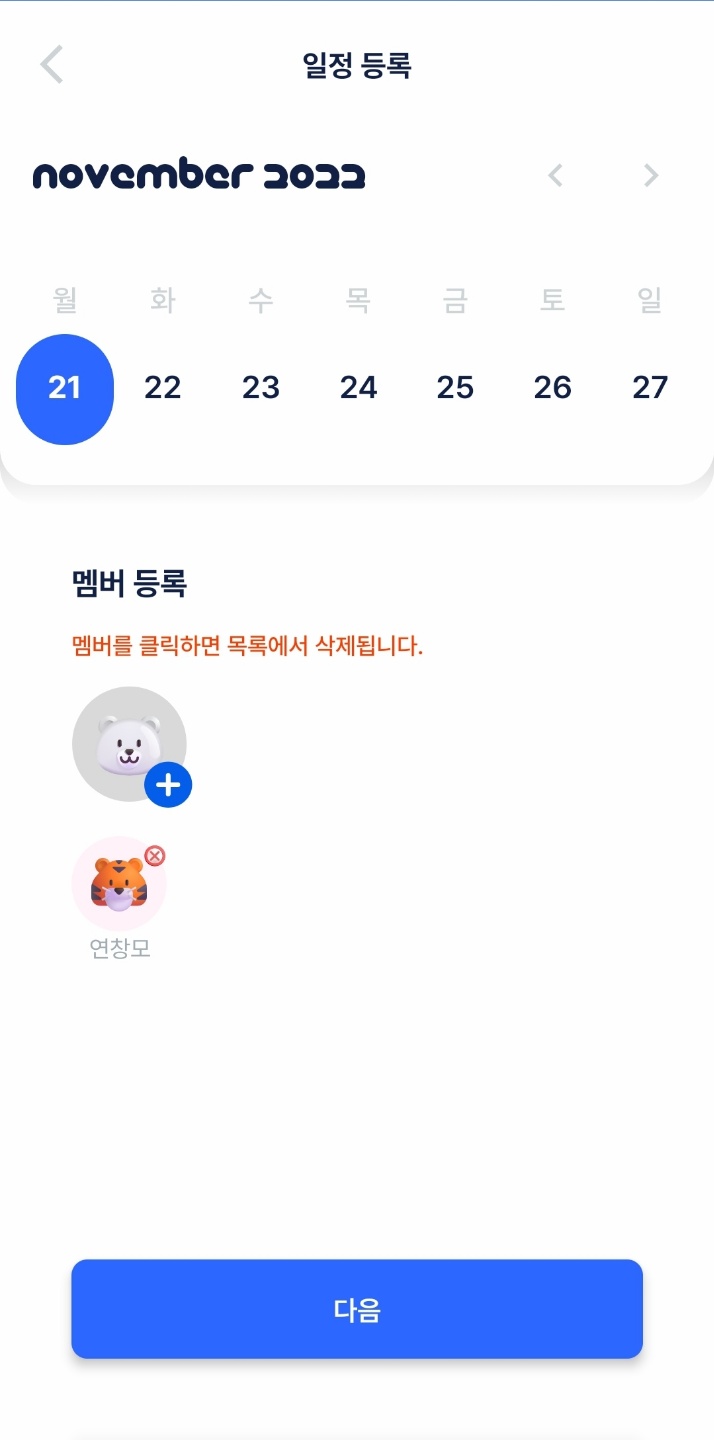 일정 등록
november 2022
월 화 수 목 금 토 일
21 22 23 24 25 26 27
멤버 등록
멤버를 클릭하면 목록에서 삭제됩니다.
연창모
다음